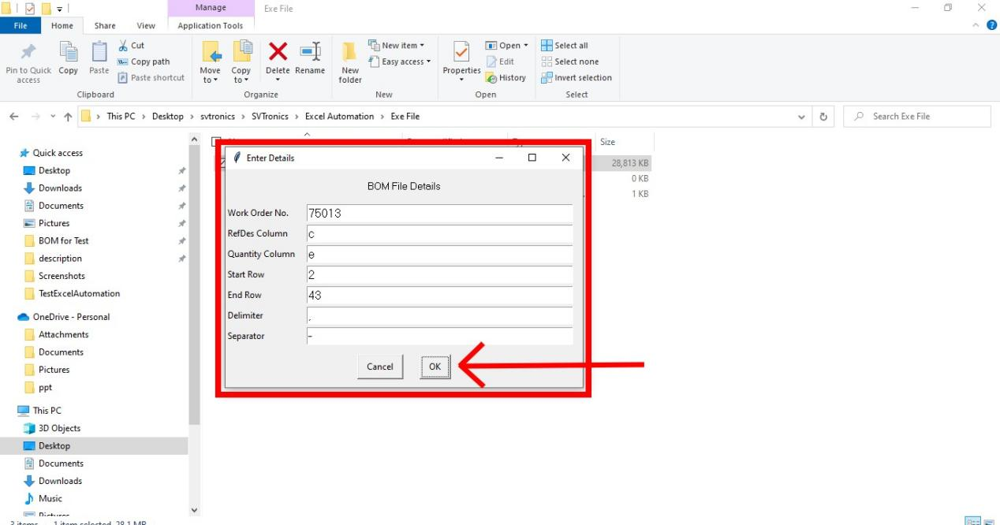 Manage
Exe File
File
Home
Share
View
Application Tools
Pin to Quick
access
Copy
Paste
Cut
Copy path
Paste shortcut
Clipboard
Move
to
Copy
to
Delete
Rename
Organize
New
folder
New item
Easy access
New
Properties
Open
Edit
History
Open
Select all
Select none
Invert selection
Select
This PC > Desktop > svtronics > SVTronics > Excel Automation > Exe File
Search Exe File
Quick access
Desktop
Downloads
Documents
Pictures
BOM for Test
description
Screenshots
TestExcelAutomation
OneDrive - Personal
Attachments
Documents
Pictures
ppt
This PC
3D Objects
Desktop
Documents
Downloads
Music
Pictures
Size
28,813 KB
0 KB
1 KB
Enter Details
BOM File Details
Work Order No. 75013
RefDes Column c
Quantity Column e
Start Row 2
End Row 43
Delimiter ,
Separator -
Cancel
OK
3 items 1 item selected 28.1 MB